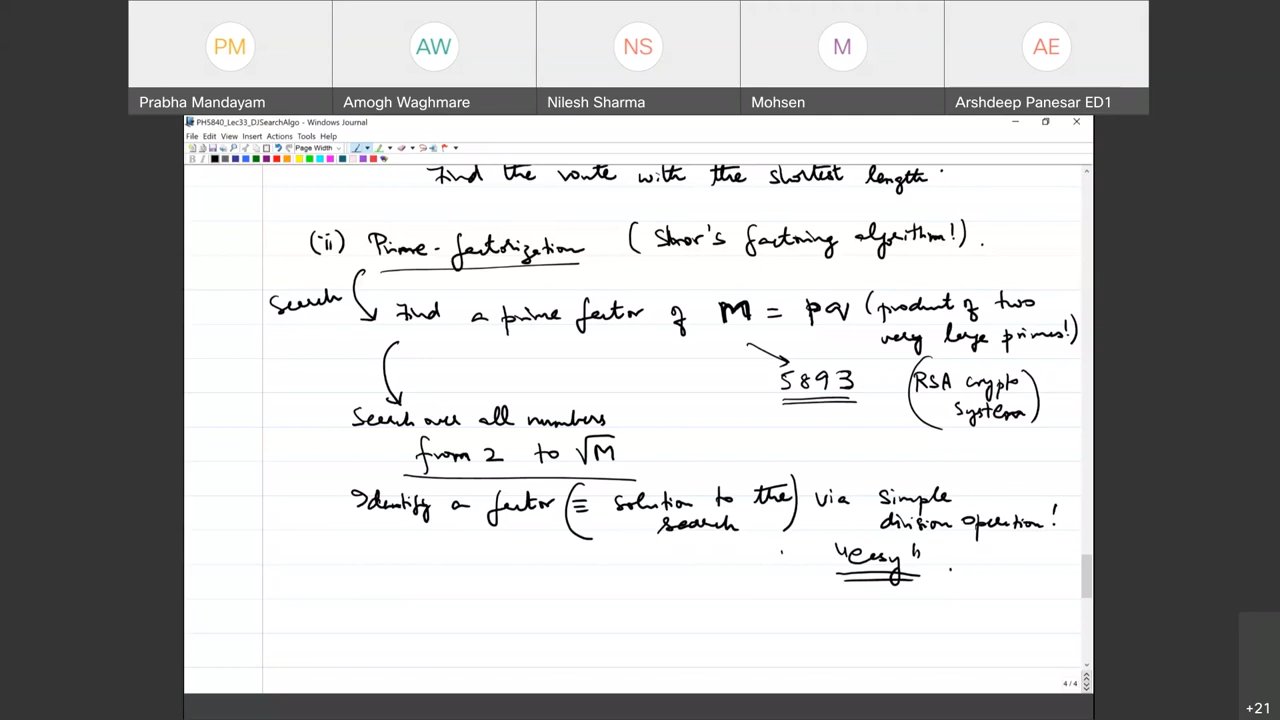 PM
AW
NS
M
AE
Prabha Mandayam
Amogh Waghmare
Nilesh Sharma
Mohsen
Arshdeep Panesar ED1
PH5840_Lec33_DJSearchAlgo - Windows Journal
File Edit View Insert Actions Tools Help
Page Width
B I
Find the route with the shortest length.
(ii) Prime-factorization (Shor's factoring algorithm!).
Search
Find a prime factor of M = pq (product of two
very large primes!)
5893 (RSA crypto
system)
Search over all numbers
from 2 to √M
Identify a factor (≡ solution to the search) via simple
division operation!
"easy".
4 / 4
+21